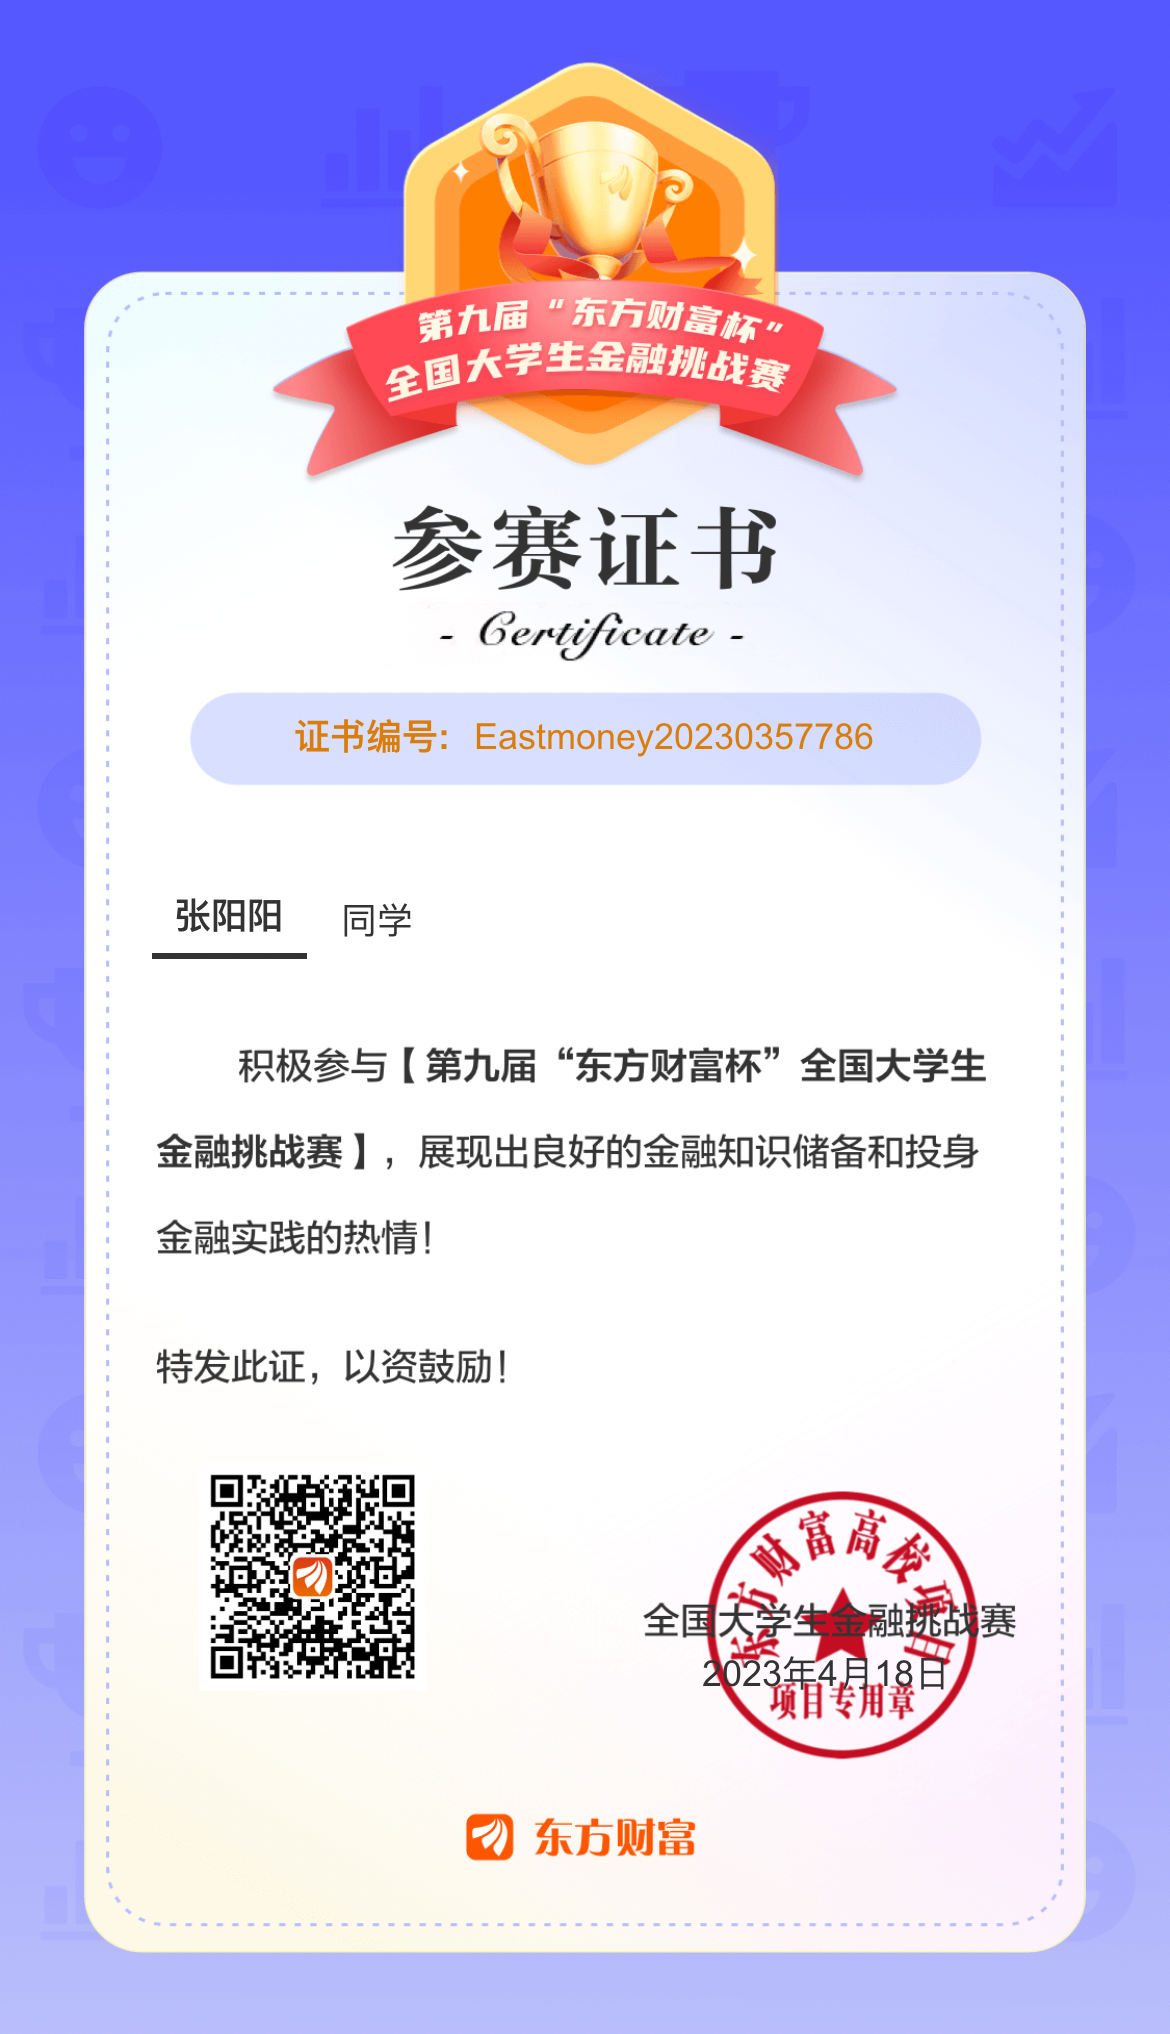 第九届“东方财富杯”
全国大学生金融挑战赛
参赛证书
- Certificate -
证书编号：Eastmoney20230357786
张阳阳 同学
积极参与【第九届“东方财富杯”全国大学生
金融挑战赛】，展现出良好的金融知识储备和投身
金融实践的热情！
特发此证，以资鼓励！
东方财富高校项目
全国大学生金融挑战赛
2023年4月18日
项目专用章
东方财富